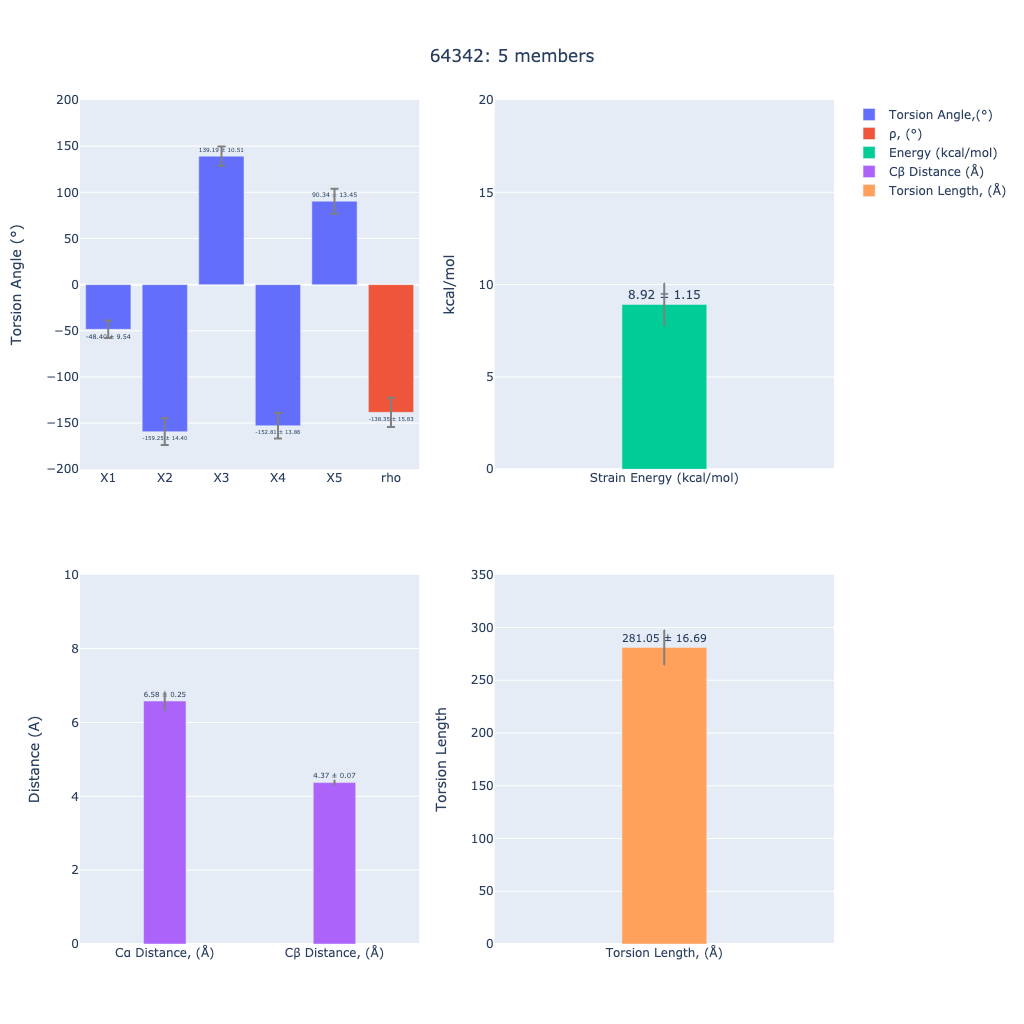 64342: 5 members
Torsion Angle (°)
200
150
100
50
0
−50
−100
−150
−200
-48.40 ± 9.54
-159.25 ± 14.40
139.19 ± 10.51
-152.81 ± 13.86
90.34 ± 13.45
-138.35 ± 15.83
X1 X2 X3 X4 X5 rho
kcal/mol
20
15
10
5
0
8.92 ± 1.15
Strain Energy (kcal/mol)
Torsion Angle,(°)
ρ, (°)
Energy (kcal/mol)
Cβ Distance (Å)
Torsion Length, (Å)
Distance (A)
10
8
6
4
2
0
6.58 ± 0.25
4.37 ± 0.07
Cα Distance, (Å) Cβ Distance, (Å)
Torsion Length
350
300
250
200
150
100
50
0
281.05 ± 16.69
Torsion Length, (Å)